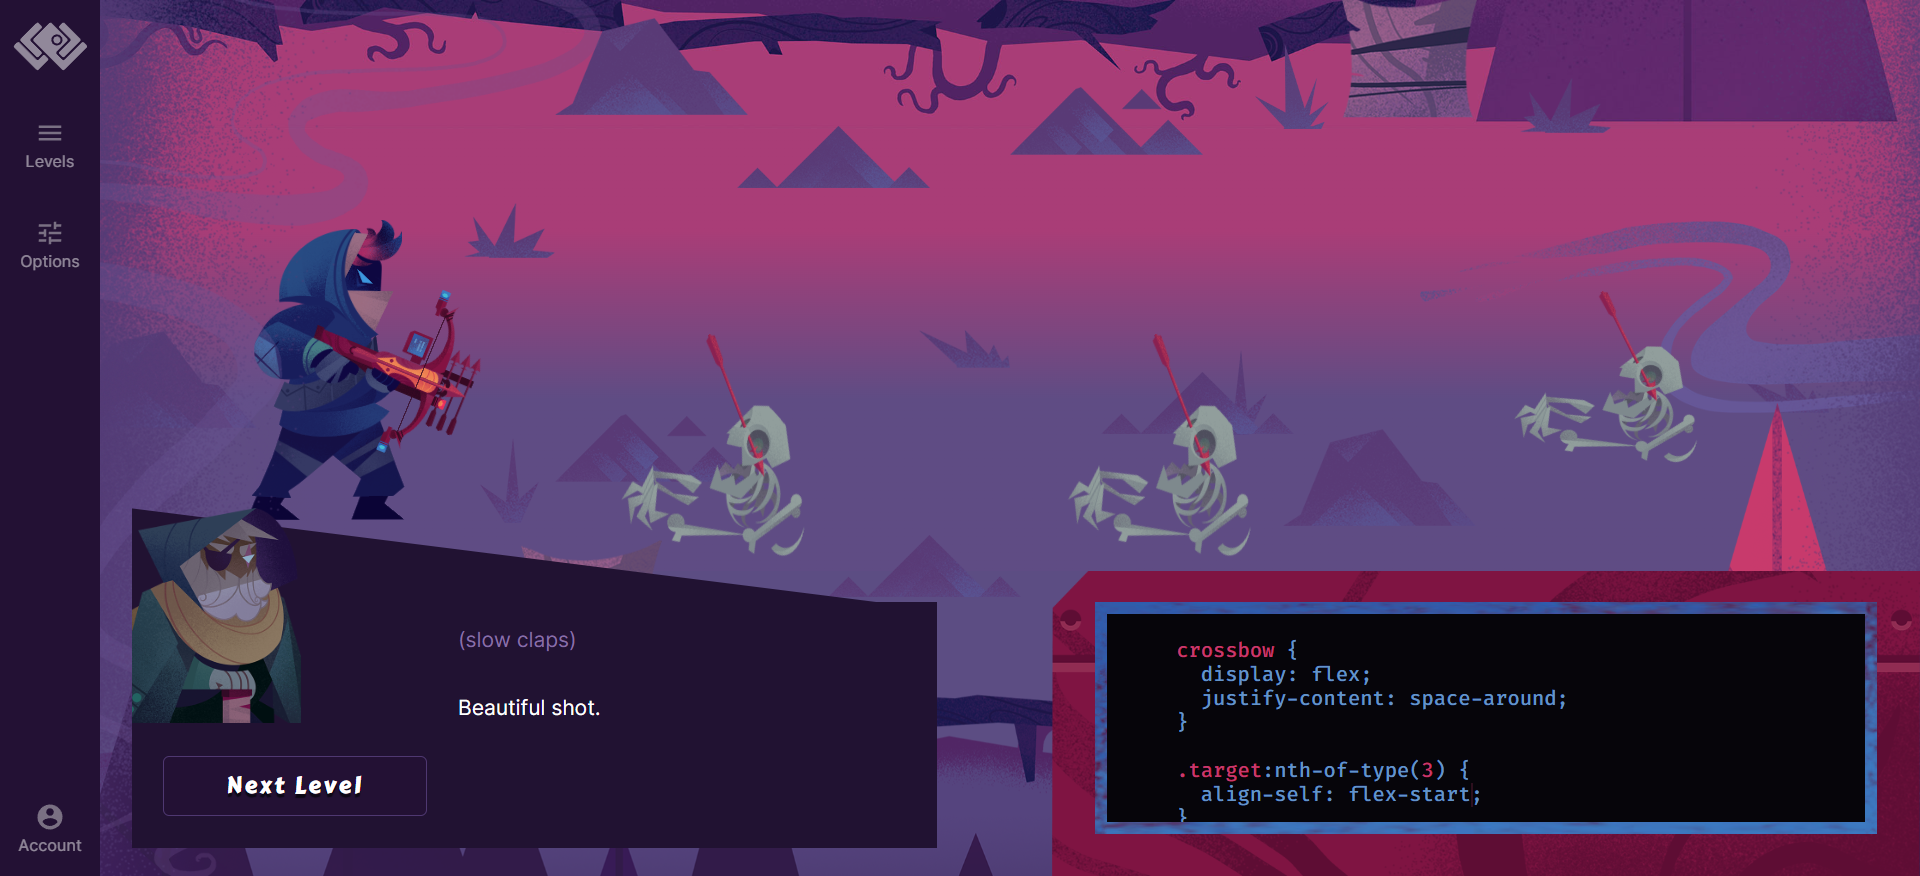 Levels
Options
(slow claps)
Beautiful shot.
Next Level
crossbow {
  display: flex;
  justify-content: space-around;
}

.target:nth-of-type(3) {
  align-self: flex-start;
}
Account